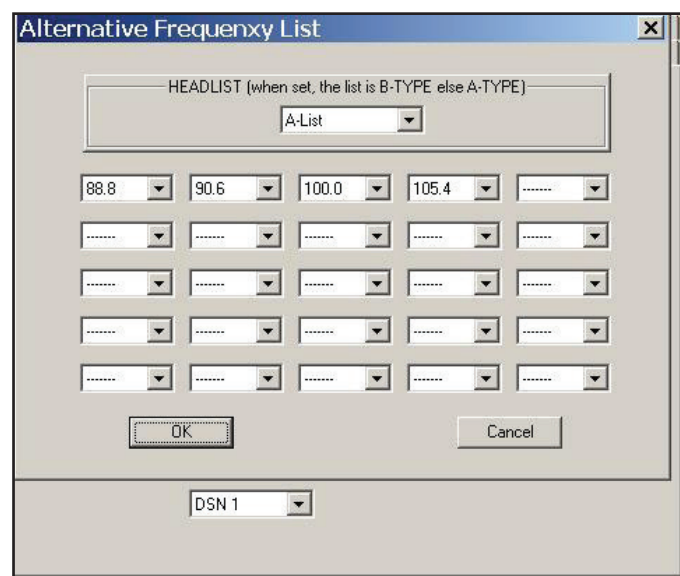 Alternative Frequenxy List
HEADLIST (when set, the list is B-TYPE else A-TYPE)
A-List
88.8 90.6 100.0 105.4 -------
------- ------- ------- ------- -------
------- ------- ------- ------- -------
------- ------- ------- ------- -------
------- ------- ------- ------- -------
OK Cancel
DSN 1